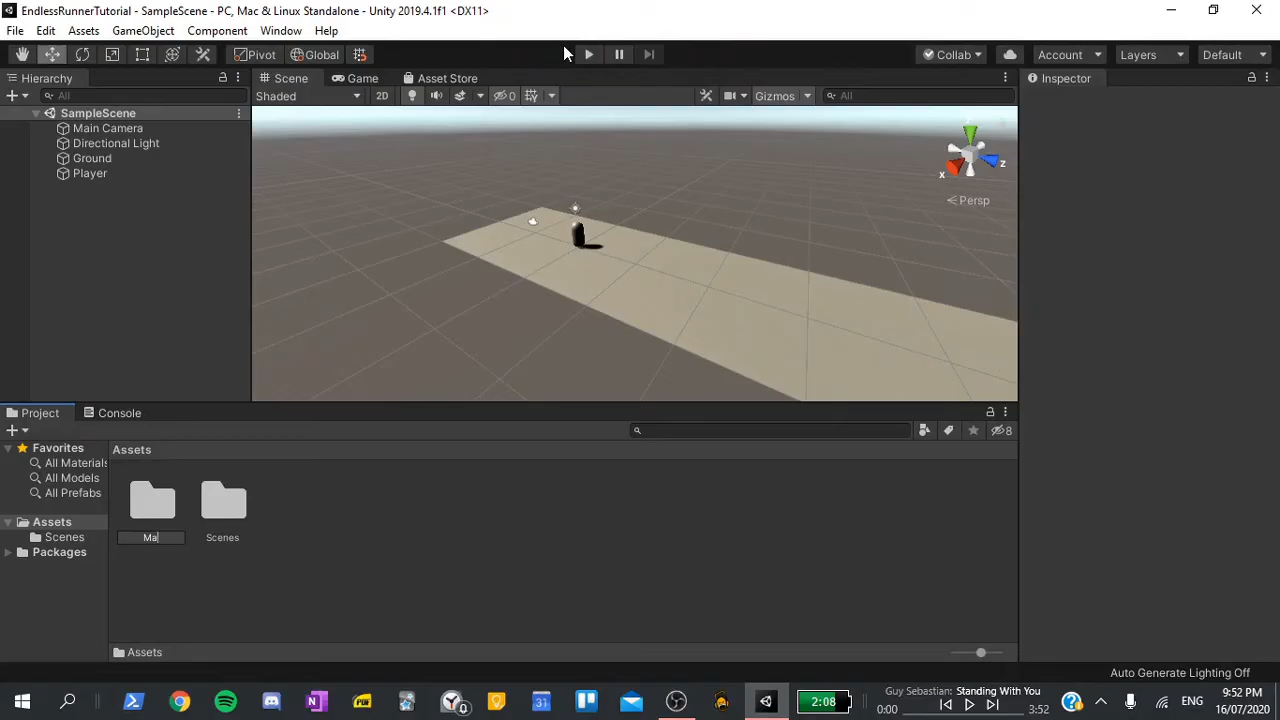 EndlessRunnerTutorial - SampleScene - PC, Mac & Linux Standalone - Unity 2019.4.1f1 <DX11>
File Edit Assets GameObject Component Window Help
Pivot Global Collab Account Layers Default
Hierarchy Scene Game Asset Store Inspector
All Shaded 2D 0 Gizmos All
SampleScene
Main Camera
Directional Light
Ground
Player
x z
Persp
Project Console
8
Favorites Assets
All Materials
All Models
All Prefabs
Assets
Scenes Ma Scenes
Packages
Assets
Auto Generate Lighting Off
Guy Sebastian: Standing With You
2:08 0:00 3:52 ENG 9:52 PM
16/07/2020